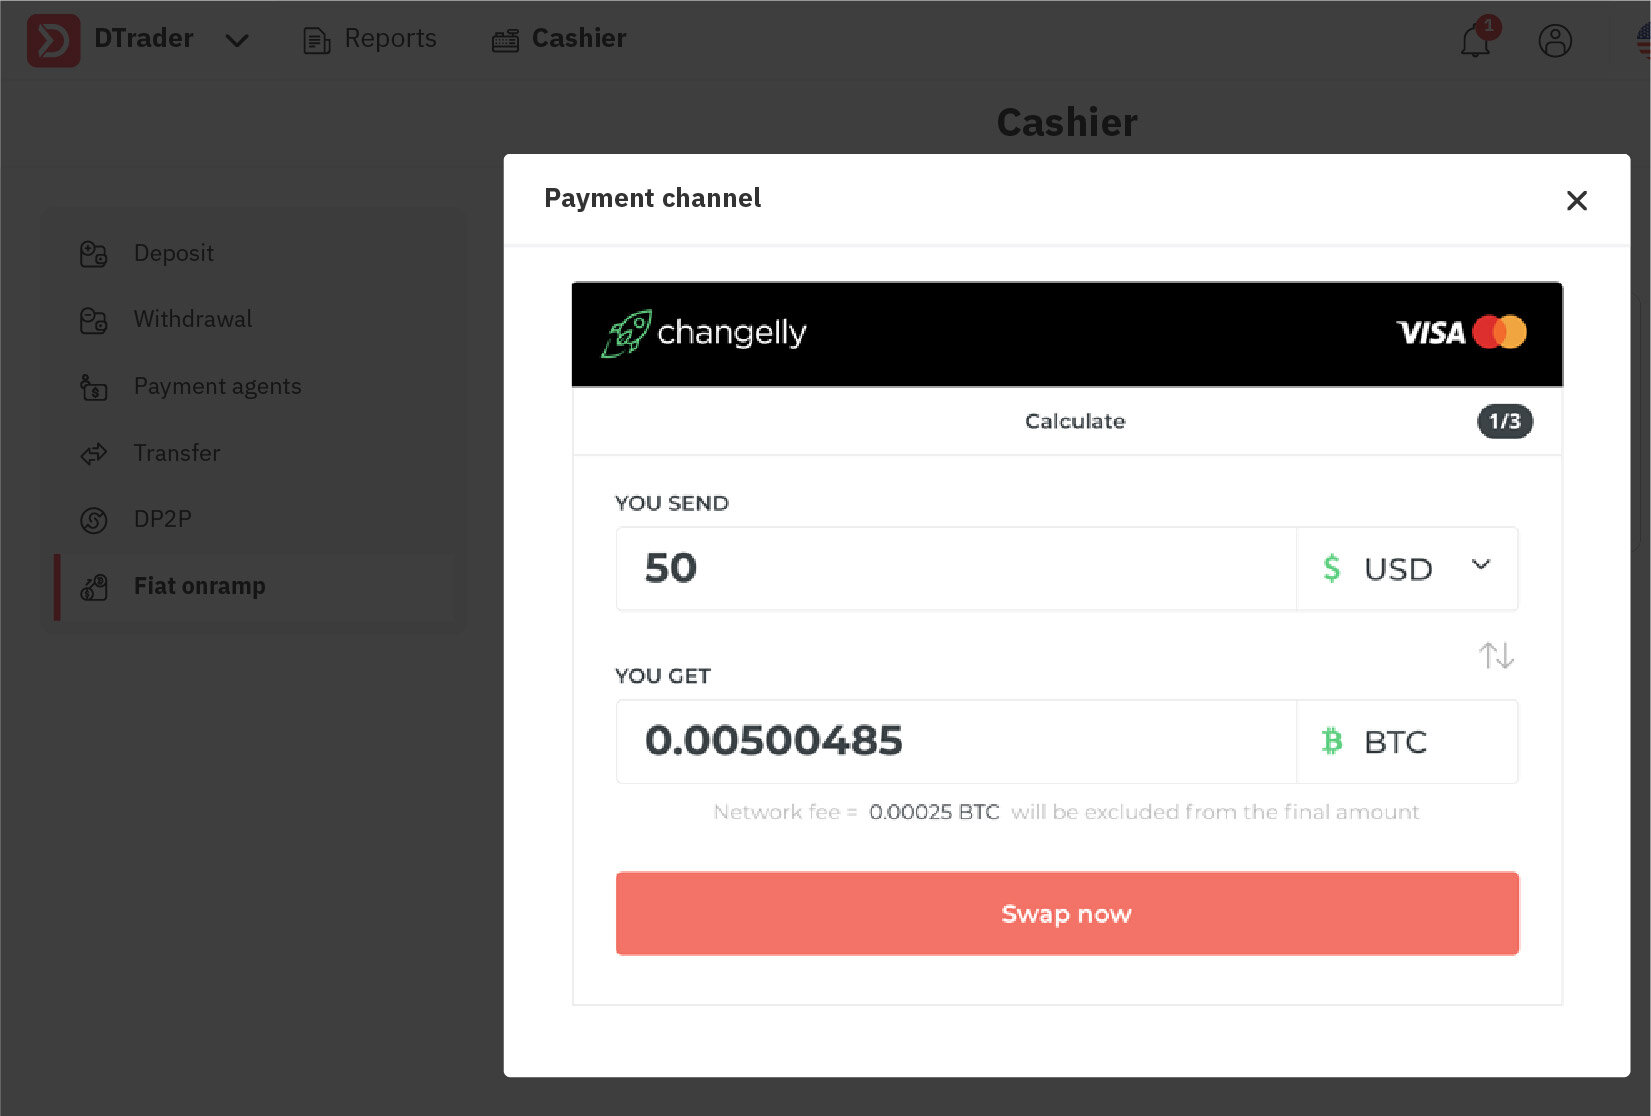 DTrader
Reports
Cashier
1
Cashier
Deposit
Withdrawal
Payment agents
Transfer
DP2P
Fiat onramp
Payment channel
changelly
VISA
Calculate
1/3
YOU SEND
50
$ USD
YOU GET
0.00500485
BTC
Network fee = 0.00025 BTC will be excluded from the final amount
Swap now